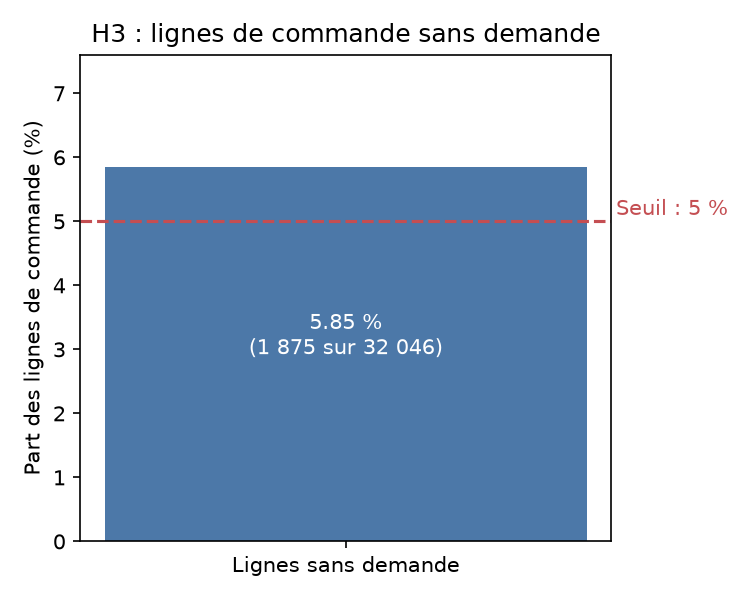 H3 : lignes de commande sans demande
Part des lignes de commande (%)
7
6
5
4
3
2
1
0
Seuil : 5 %
5.85 %
(1 875 sur 32 046)
Lignes sans demande